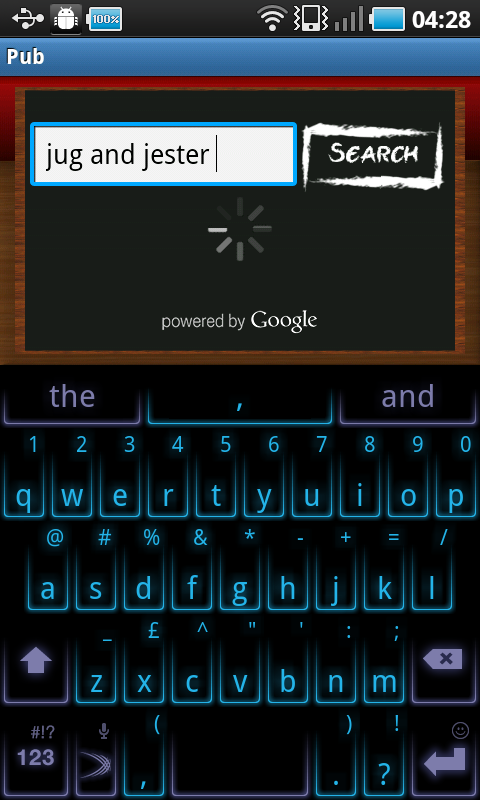 100% 04:28
Pub
jug and jester SEARCH
powered by Google
the , and
1 2 3 4 5 6 7 8 9 0
q w e r t y u i o p
@ # % & * - + = /
a s d f g h j k l
_ £ ^ " ' : ;
z x c v b n m
#!? ( ) !
123 , . ?